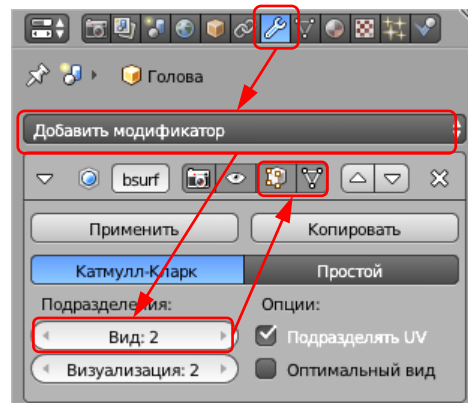 Голова
Добавить модификатор
bsurf
Применить Копировать
Катмулл-Кларк Простой
Подразделения: Опции:
Вид: 2 Подразделять UV
Визуализация: 2 Оптимальный вид